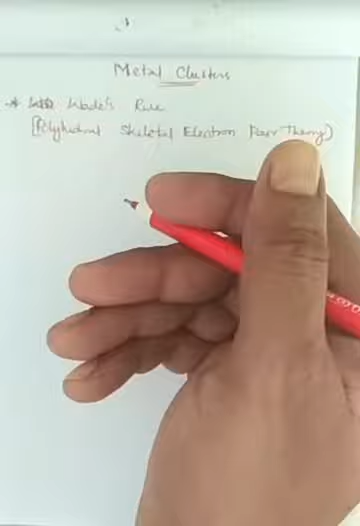 Metal Clusters
* Wade's Rule
[Polyhedral Skeletal Electron Pair Theory)